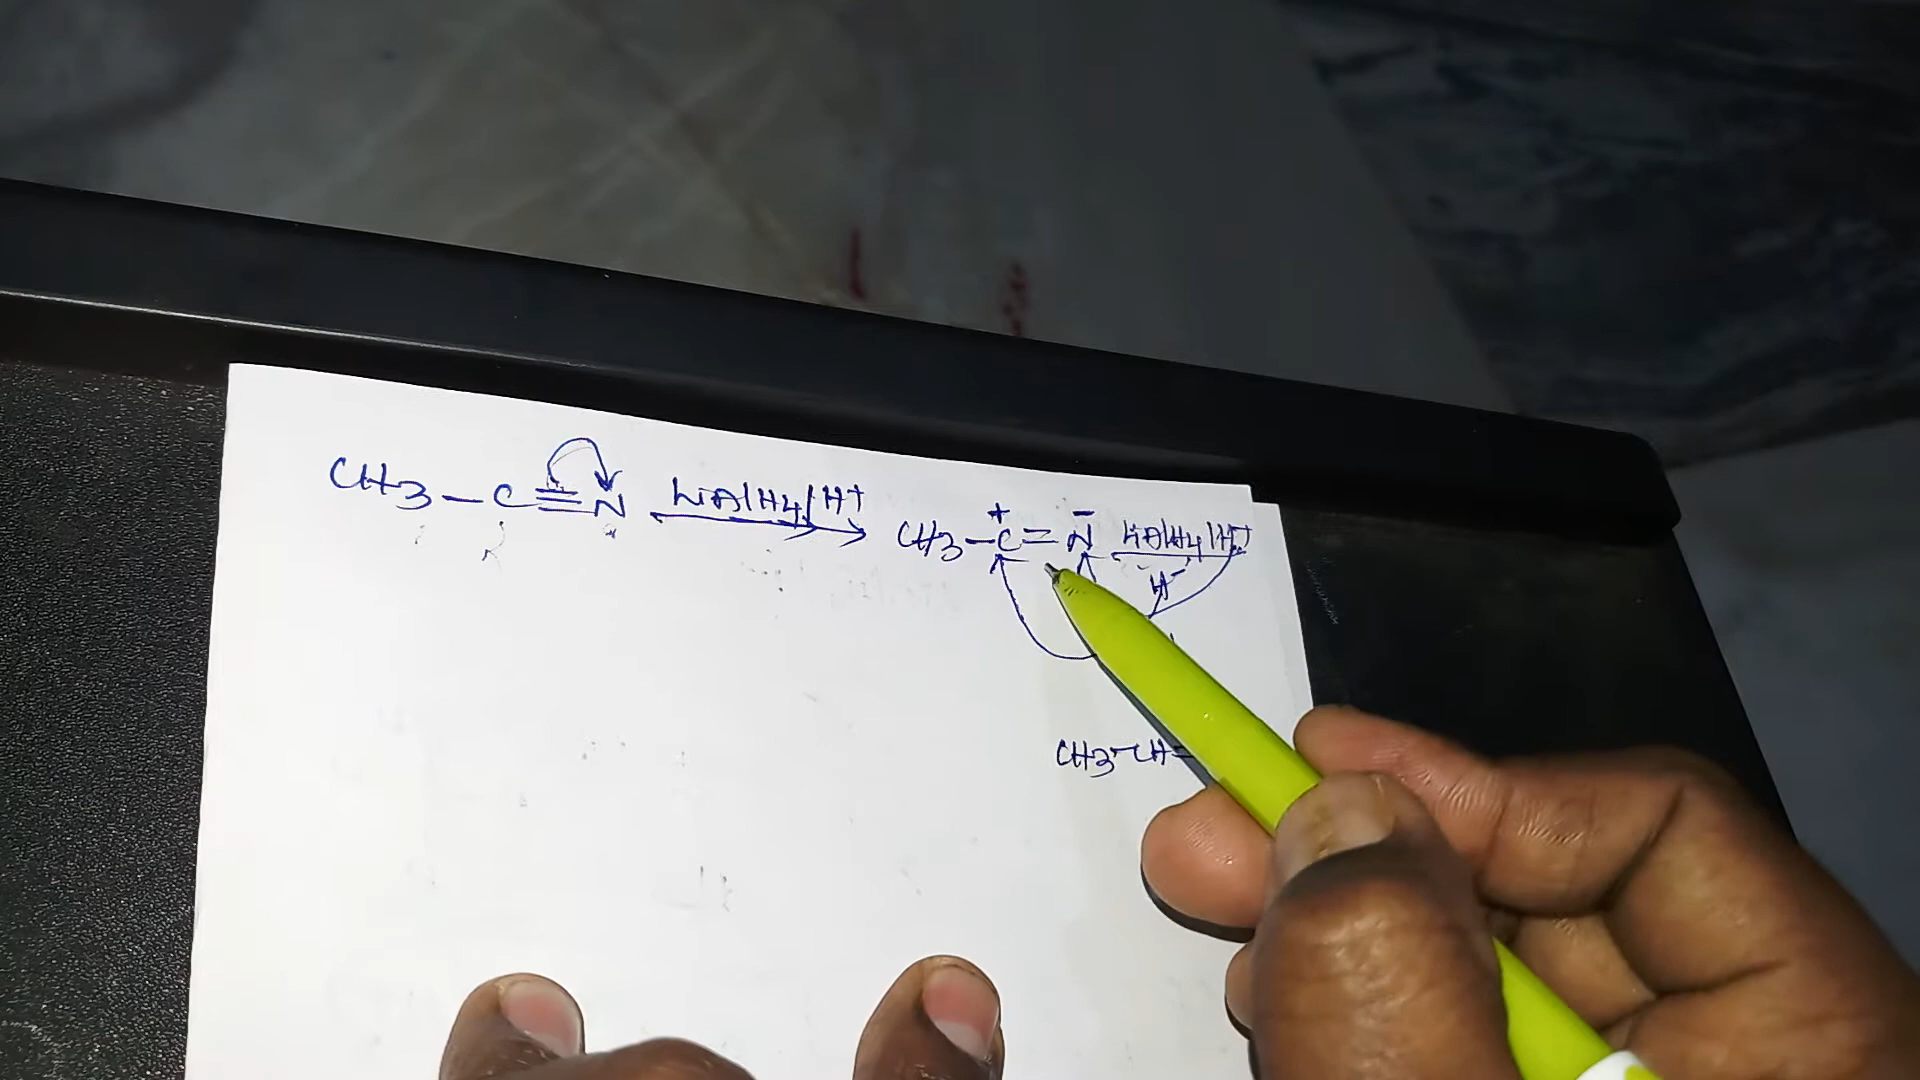 CH3-C≡N LiAlH4/H+ CH3-C=N LiAlH4/H+
+ -
H-
CH3-CH=